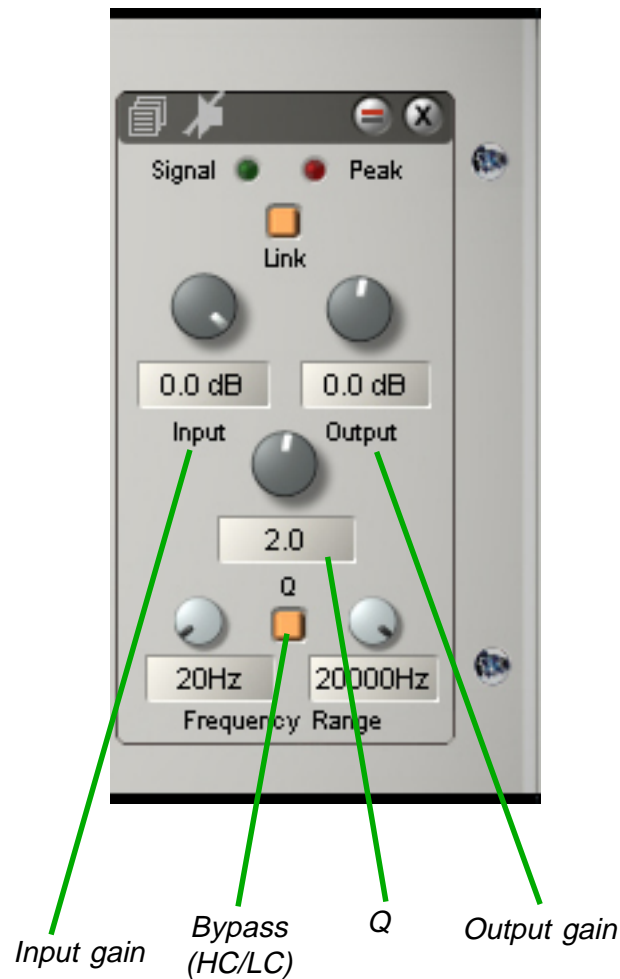 X
Signal Peak
Link
0.0 dB 0.0 dB
Input Output
2.0
Q
20Hz 20000Hz
Frequency Range
Input gain Bypass Q Output gain
(HC/LC)